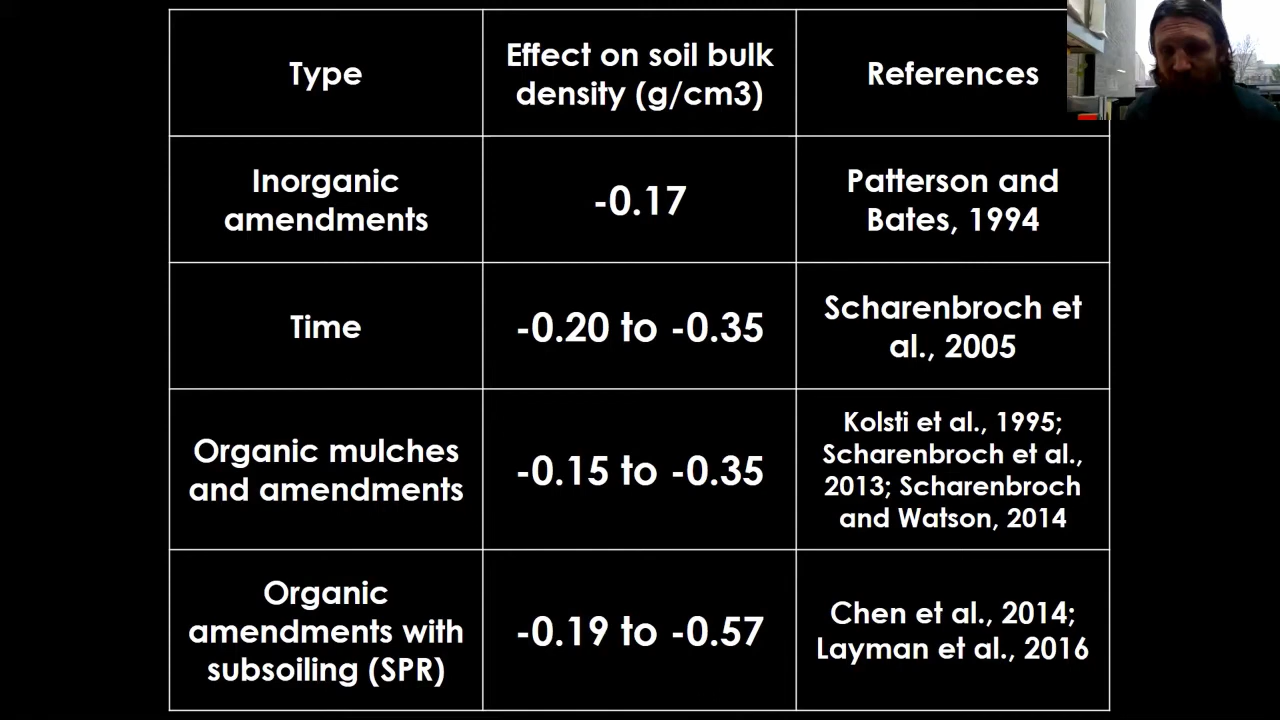 Type
Effect on soil bulk
density (g/cm3)
References
Inorganic
amendments
-0.17
Patterson and
Bates, 1994
Time
-0.20 to -0.35
Scharenbroch et
al., 2005
Organic mulches
and amendments
-0.15 to -0.35
Kolsti et al., 1995;
Scharenbroch et al.,
2013; Scharenbroch
and Watson, 2014
Organic
amendments with
subsoiling (SPR)
-0.19 to -0.57
Chen et al., 2014;
Layman et al., 2016